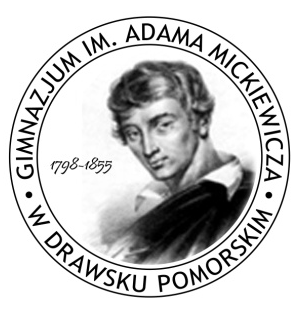 GIMNAZJUM IM. ADAMA MICKIEWICZA
1798-1855
• W DRAWSKU POMORSKIM •